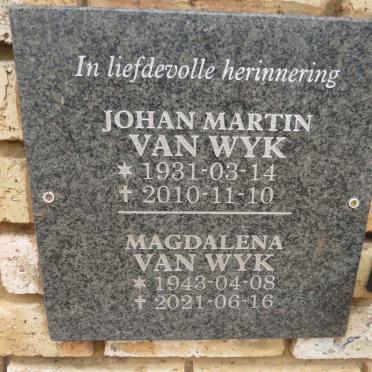 In liefdevolle herinnering
JOHAN MARTIN
VAN WYK
✶ 1931-03-14
✝ 2010-11-10
MAGDALENA
VAN WYK
✶ 1943-04-08
✝ 2021-06-16